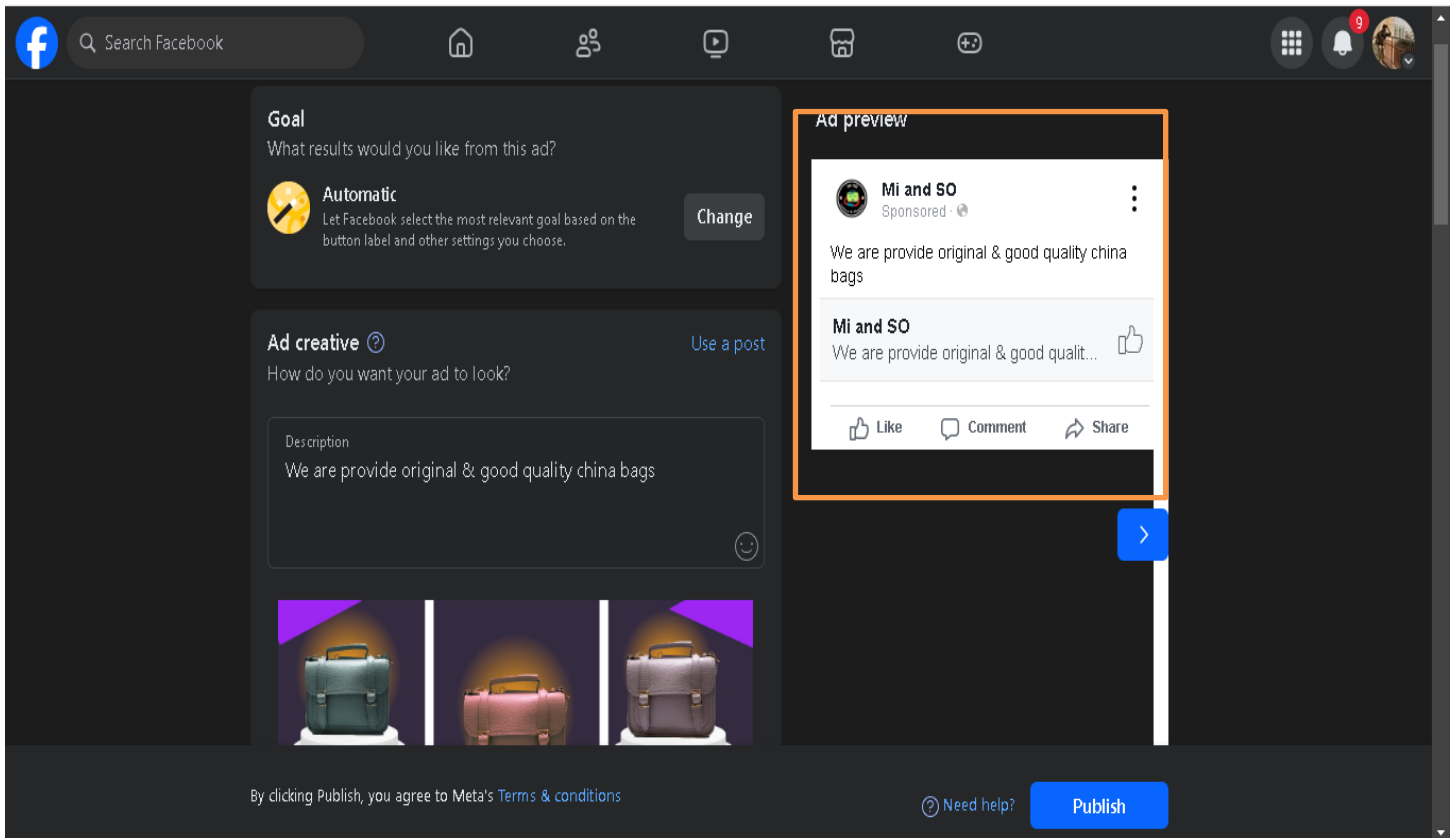 Search Facebook
9
Goal
What results would you like from this ad?
Automatic
Let Facebook select the most relevant goal based on the
button label and other settings you choose.
Change
Ad creative
Use a post
How do you want your ad to look?
Description
We are provide original & good quality china bags
Ad preview
Mi and SO
Sponsored ·
We are provide original & good quality china
bags
Mi and SO
We are provide original & good qualit...
Like Comment Share
By clicking Publish, you agree to Meta's Terms & conditions
Need help?
Publish